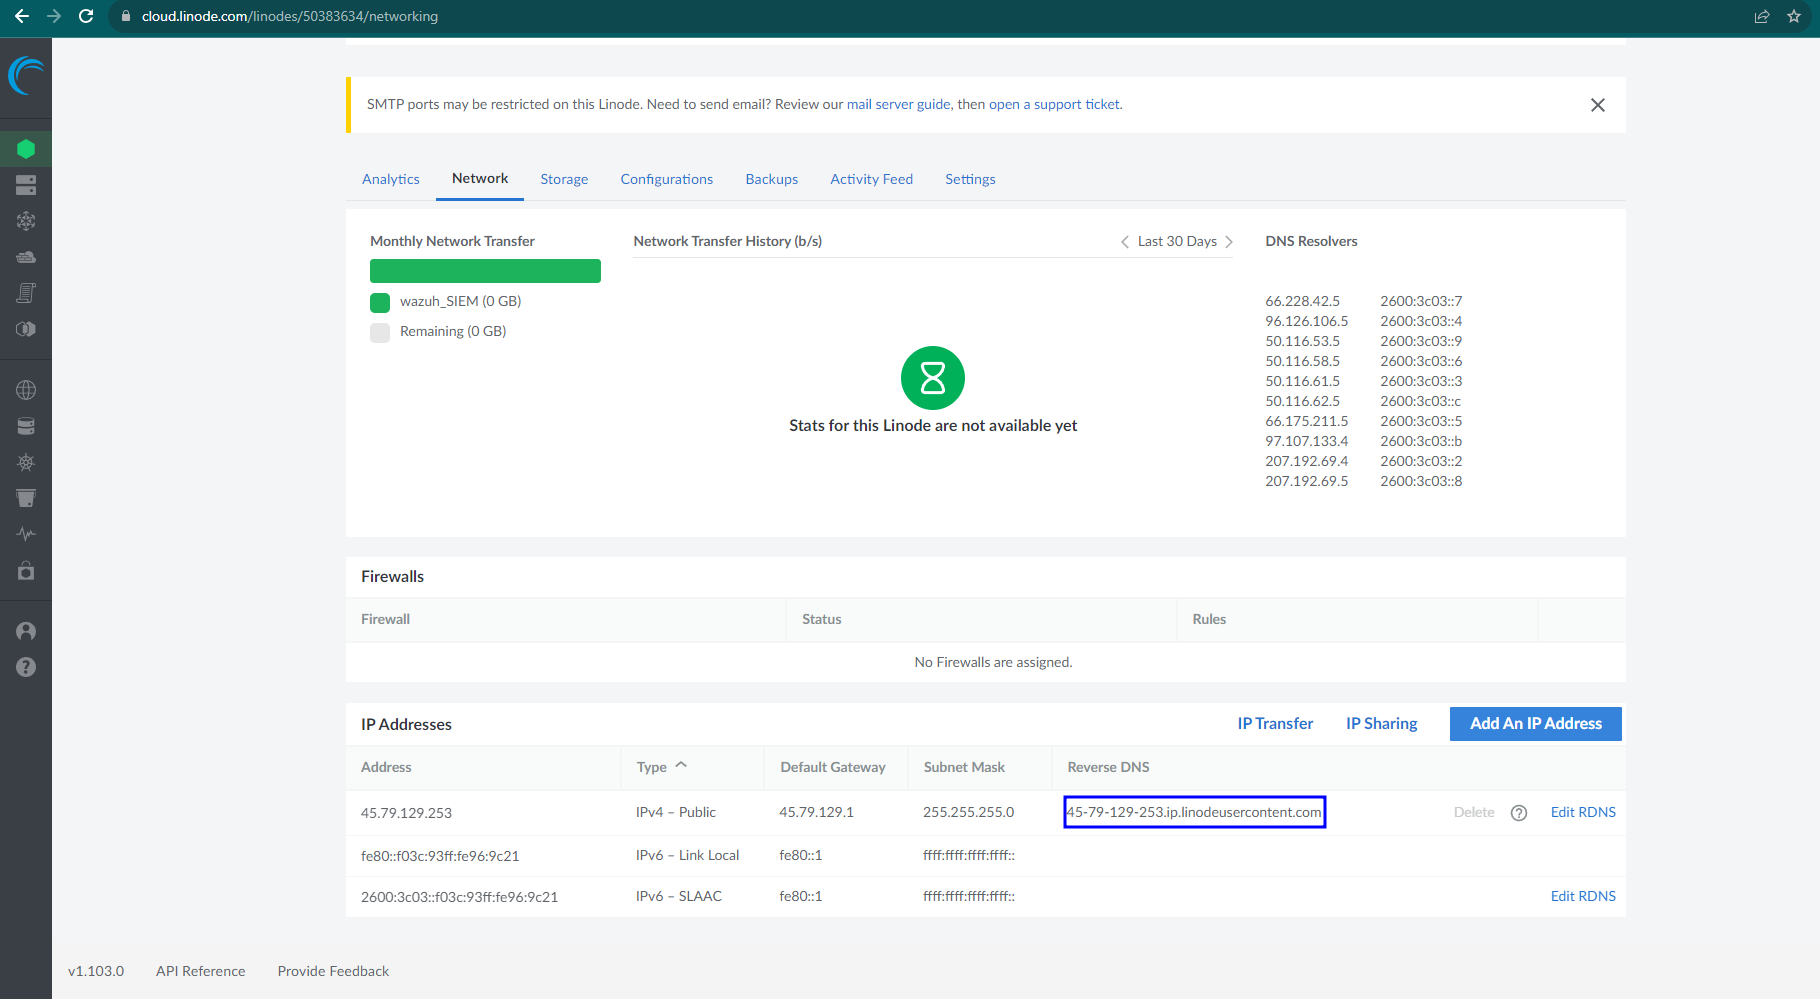 cloud.linode.com/linodes/50383634/networking
SMTP ports may be restricted on this Linode. Need to send email? Review our mail server guide, then open a support ticket.
Analytics Network Storage Configurations Backups Activity Feed Settings
Monthly Network Transfer
wazuh_SIEM (0 GB)
Remaining (0 GB)
Network Transfer History (b/s) Last 30 Days
Stats for this Linode are not available yet
DNS Resolvers
66.228.42.5 2600:3c03::7
96.126.106.5 2600:3c03::4
50.116.53.5 2600:3c03::9
50.116.58.5 2600:3c03::6
50.116.61.5 2600:3c03::3
50.116.62.5 2600:3c03::c
66.175.211.5 2600:3c03::5
97.107.133.4 2600:3c03::b
207.192.69.4 2600:3c03::2
207.192.69.5 2600:3c03::8
Firewalls
Firewall Status Rules
No Firewalls are assigned.
IP Addresses IP Transfer IP Sharing Add An IP Address
Address Type Default Gateway Subnet Mask Reverse DNS
45.79.129.253 IPv4 – Public 45.79.129.1 255.255.255.0 45-79-129-253.ip.linodeusercontent.com Delete ? Edit RDNS
fe80::f03c:93ff:fe96:9c21 IPv6 – Link Local fe80::1 ffff:ffff:ffff:ffff::
2600:3c03::f03c:93ff:fe96:9c21 IPv6 – SLAAC fe80::1 ffff:ffff:ffff:ffff:: Edit RDNS
v1.103.0 API Reference Provide Feedback